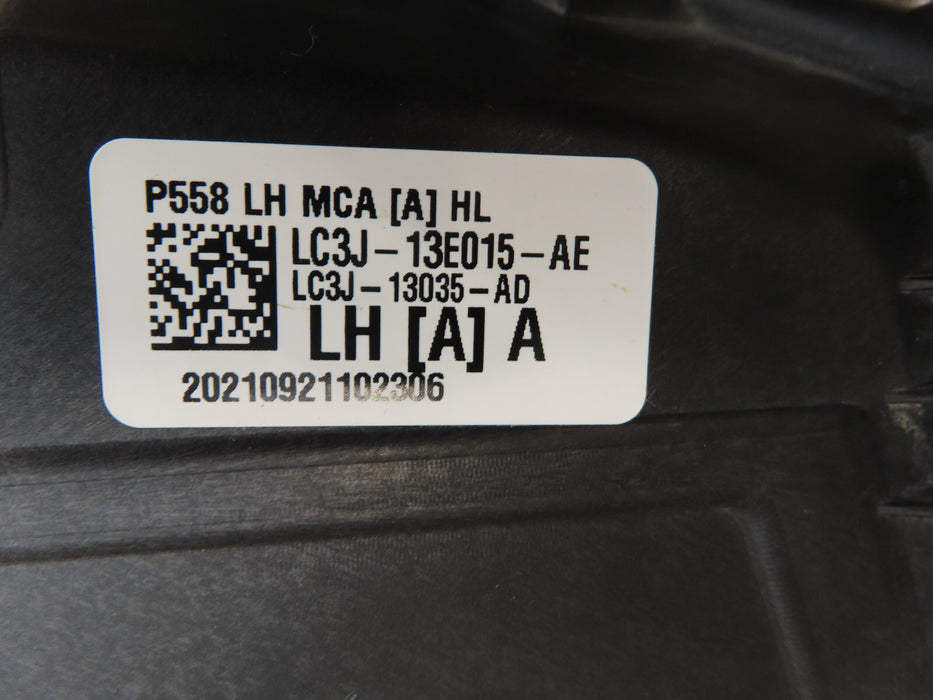 P558 LH MCA [A] HL
LC3J-13E015-AE
LC3J-13035-AD
LH [A] A
20210921102306